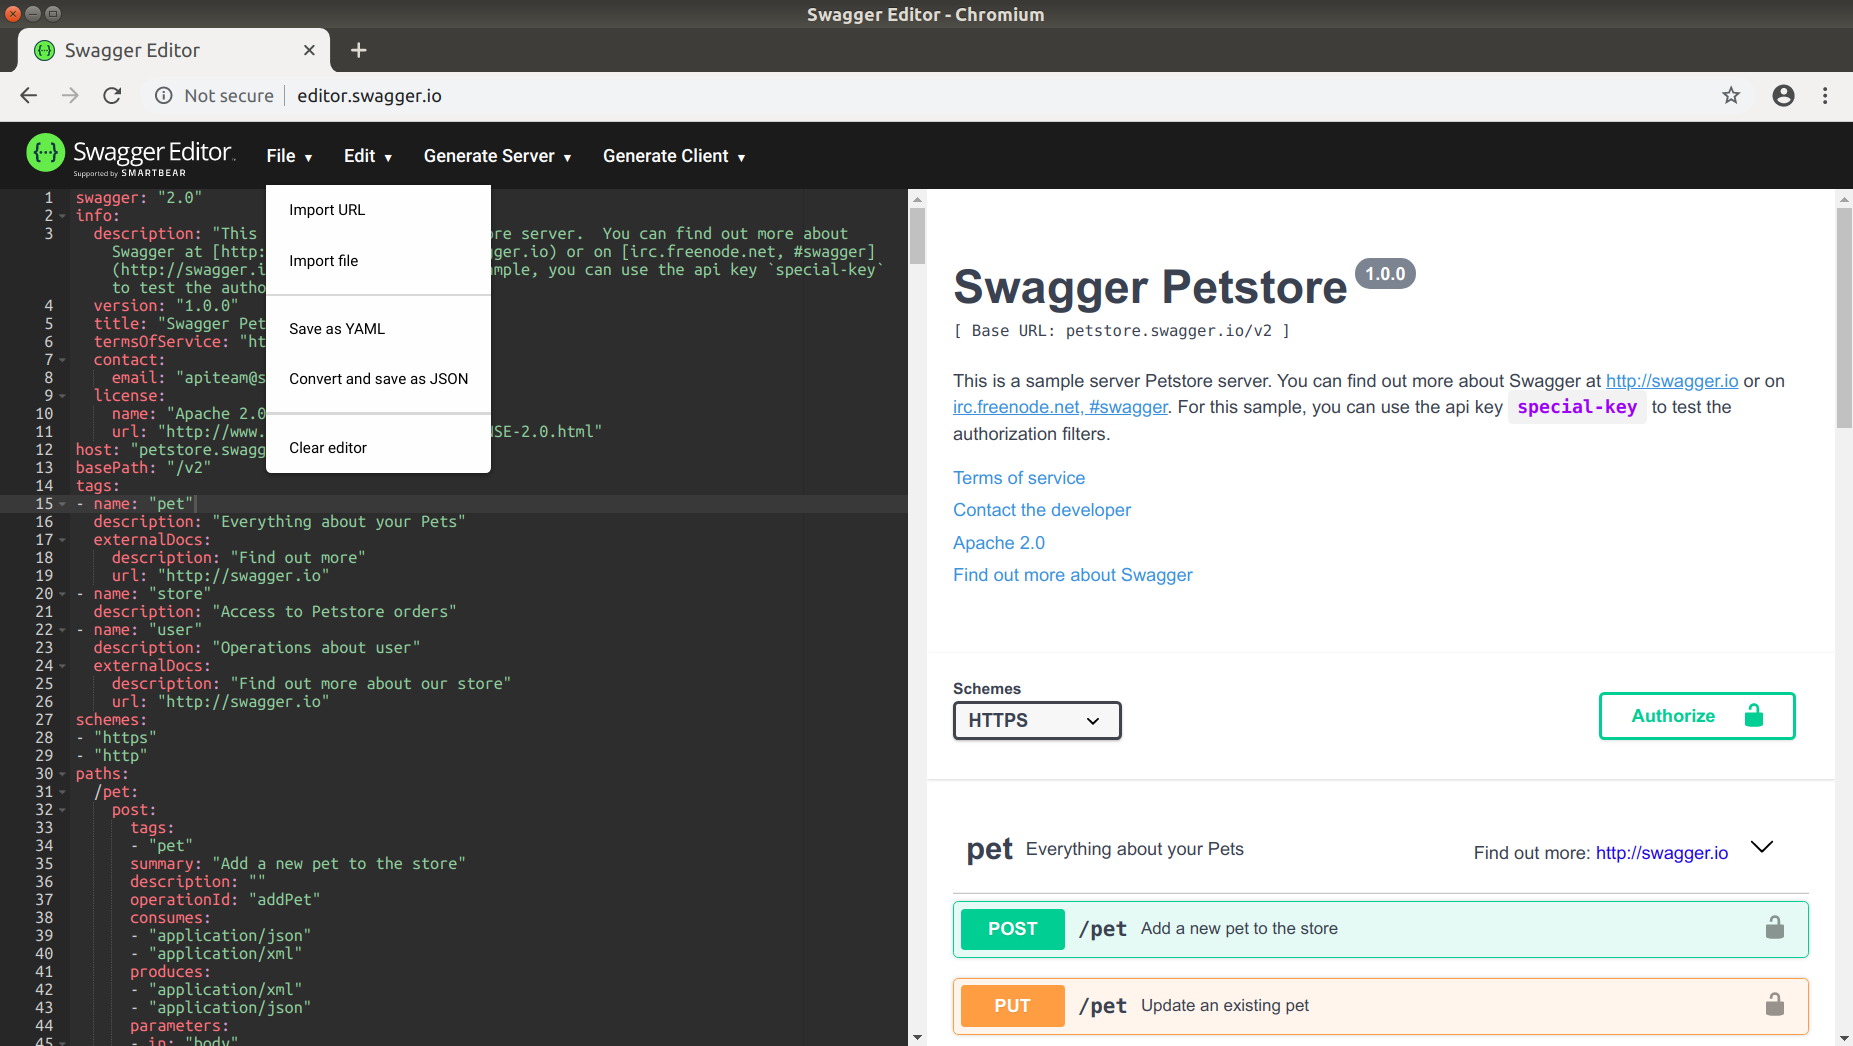 Swagger Editor - Chromium
Swagger Editor
Not secure editor.swagger.io
Swagger Editor
Supported by SMARTBEAR
File Edit Generate Server Generate Client
Import URL
Import file
Save as YAML
Convert and save as JSON
Clear editor
1 swagger: "2.0"
2 info:
3 description: "This re server. You can find out more about
Swagger at [http: ger.io) or on [irc.freenode.net, #swagger]
(http://swagger.i mple, you can use the api key `special-key`
to test the autho
4 version: "1.0.0"
5 title: "Swagger Pet
6 termsOfService: "ht
7 contact:
8 email: "apiteam@s
9 license:
10 name: "Apache 2.0
11 url: "http://www. SE-2.0.html"
12 host: "petstore.swagg
13 basePath: "/v2"
14 tags:
15 - name: "pet"
16 description: "Everything about your Pets"
17 externalDocs:
18 description: "Find out more"
19 url: "http://swagger.io"
20 - name: "store"
21 description: "Access to Petstore orders"
22 - name: "user"
23 description: "Operations about user"
24 externalDocs:
25 description: "Find out more about our store"
26 url: "http://swagger.io"
27 schemes:
28 - "https"
29 - "http"
30 paths:
31 /pet:
32 post:
33 tags:
34 - "pet"
35 summary: "Add a new pet to the store"
36 description: ""
37 operationId: "addPet"
38 consumes:
39 - "application/json"
40 - "application/xml"
41 produces:
42 - "application/xml"
43 - "application/json"
44 parameters:
45 - in: "body"
Swagger Petstore 1.0.0
[ Base URL: petstore.swagger.io/v2 ]
This is a sample server Petstore server. You can find out more about Swagger at http://swagger.io or on
irc.freenode.net, #swagger. For this sample, you can use the api key special-key to test the
authorization filters.
Terms of service
Contact the developer
Apache 2.0
Find out more about Swagger
Schemes
HTTPS
Authorize
pet Everything about your Pets Find out more: http://swagger.io
POST /pet Add a new pet to the store
PUT /pet Update an existing pet